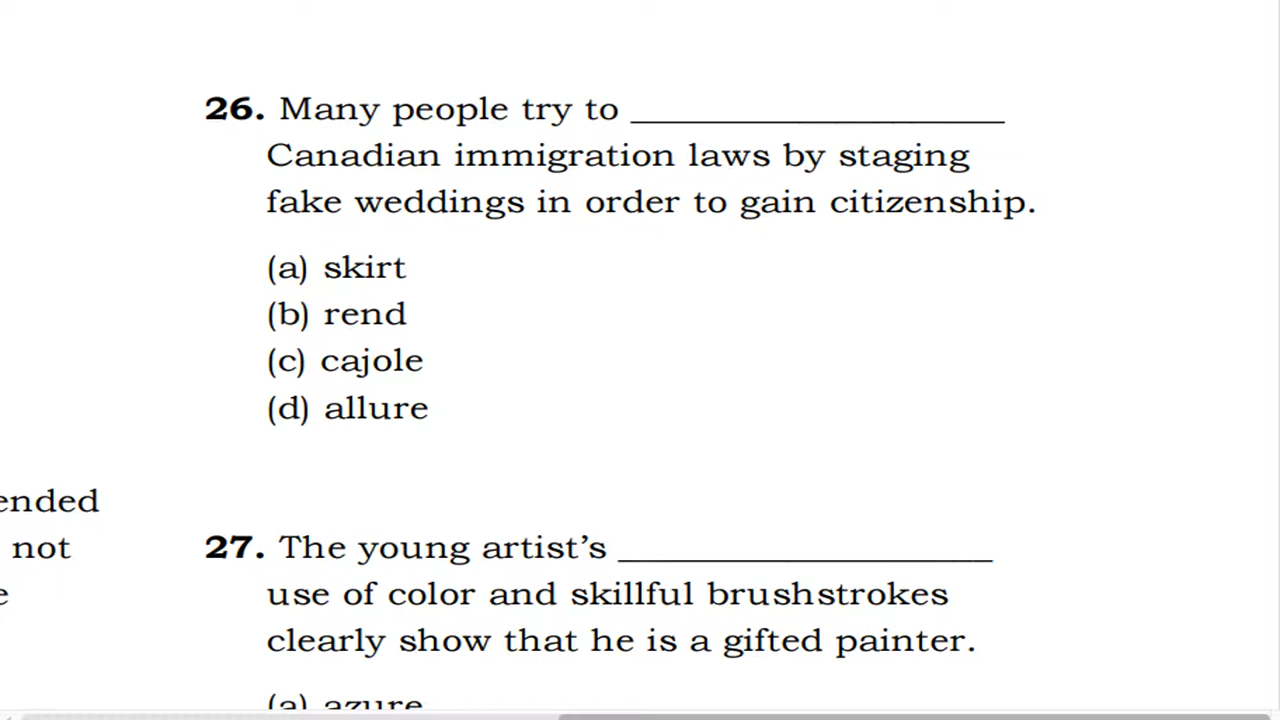 26. Many people try to ____________________
Canadian immigration laws by staging
fake weddings in order to gain citizenship.
(a) skirt
(b) rend
(c) cajole
(d) allure
ended
not
e
27. The young artist’s ____________________
use of color and skillful brushstrokes
clearly show that he is a gifted painter.
(a) azure